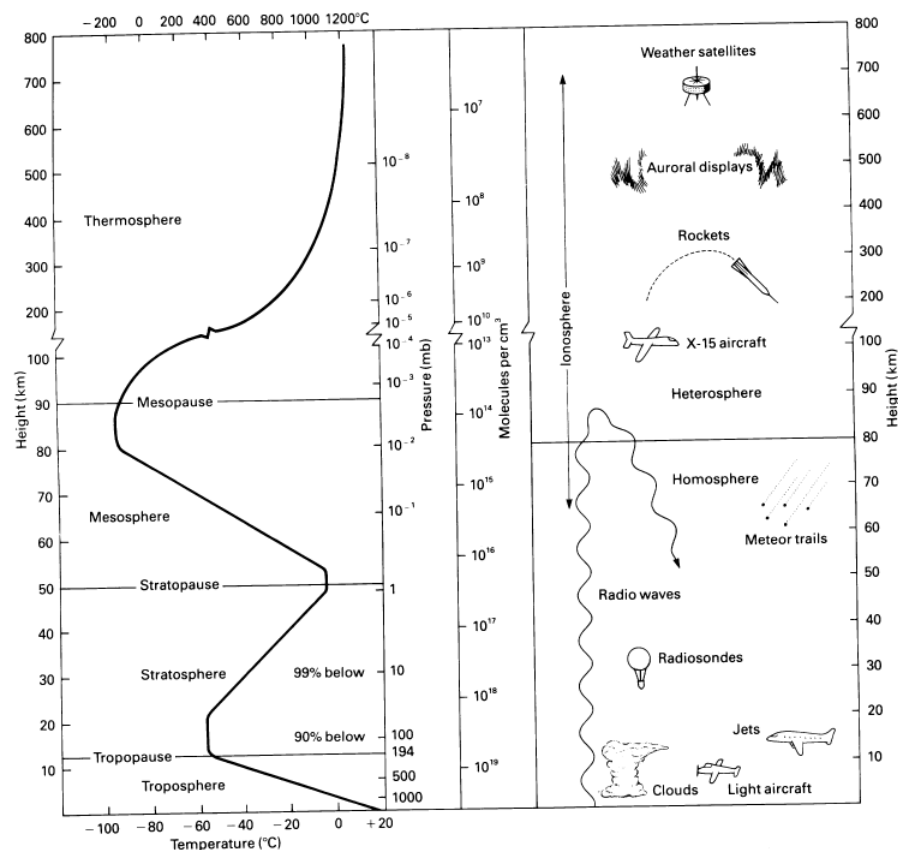 − 200 0 400 600 1000 1200°C
800
700
600
500
400
300
200
100
90
80
70
60
50
40
30
20
10
Height (km)
Thermosphere
Mesopause
Mesosphere
Stratopause
Stratosphere
Tropopause
Troposphere
99% below
90% below
10⁻⁸
10⁻⁷
10⁻⁶
10⁻⁵
10⁻⁴
10⁻³
10⁻²
10⁻¹
1
10
100
194
500
1000
Pressure (mb)
10⁷
10⁸
10⁹
10¹⁰
10¹³
10¹⁴
10¹⁵
10¹⁶
10¹⁷
10¹⁸
10¹⁹
Molecules per cm³
− 100 − 80 − 60 − 40 − 20 0 + 20
Temperature (°C)
Weather satellites
Auroral displays
Rockets
Ionosphere
X-15 aircraft
Heterosphere
Homosphere
Meteor trails
Radio waves
Radiosondes
Jets
Clouds
Light aircraft
800
700
600
500
400
300
200
100
90
80
70
60
50
40
30
20
10
Height (km)